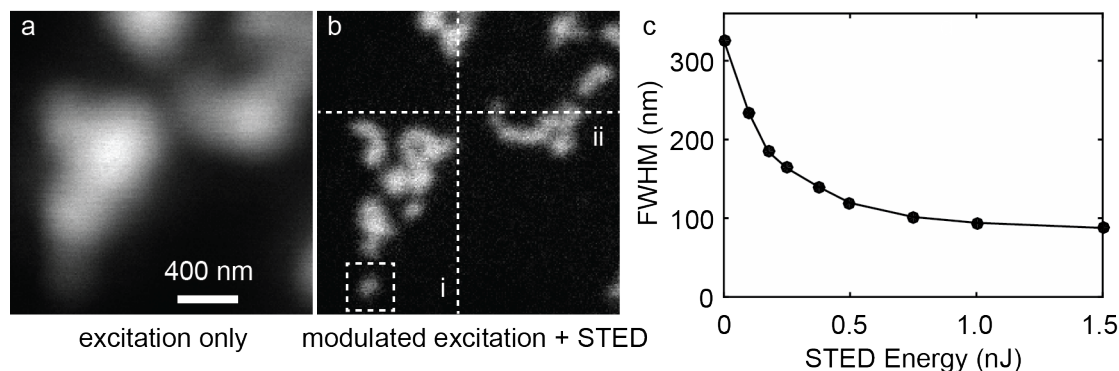 a
400 nm
excitation only
b
i
ii
modulated excitation + STED
c
FWHM (nm)
300
200
100
0
0 0.5 1.0 1.5
STED Energy (nJ)